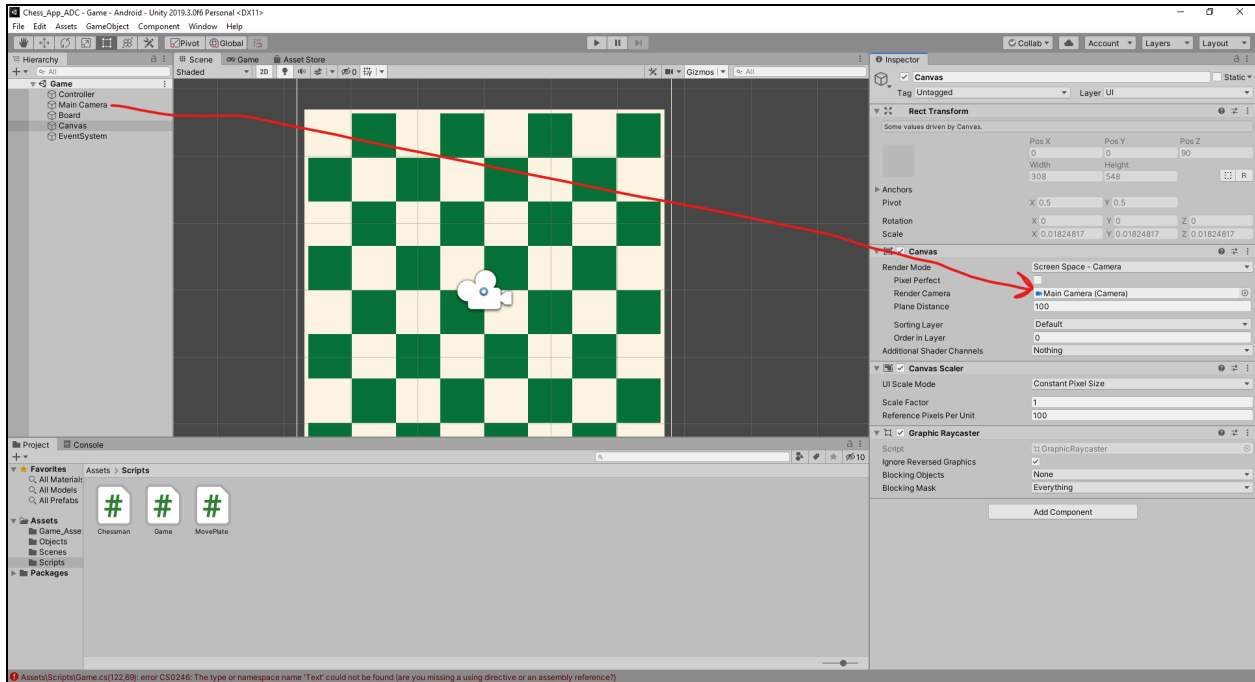 Chess_App_ADC - Game - Android - Unity 2019.3.0f6 Personal <DX11>
File Edit Assets GameObject Component Window Help
Pivot Global
Collab Account Layers Layout
Hierarchy
All
Game
Controller
Main Camera
Board
Canvas
EventSystem
Scene Game Asset Store
Shaded 2D 0 Gizmos All
Inspector
Canvas Static
Tag Untagged Layer UI
Rect Transform
Some values driven by Canvas.
Pos X Pos Y Pos Z
0 0 90
Width Height
308 548
R
Anchors
Pivot X 0.5 Y 0.5
Rotation X 0 Y 0 Z 0
Scale X 0.01824817 Y 0.01824817 Z 0.01824817
Canvas
Render Mode Screen Space - Camera
Pixel Perfect
Render Camera Main Camera (Camera)
Plane Distance 100
Sorting Layer Default
Order in Layer 0
Additional Shader Channels Nothing
Canvas Scaler
UI Scale Mode Constant Pixel Size
Scale Factor 1
Reference Pixels Per Unit 100
Graphic Raycaster
Script GraphicRaycaster
Ignore Reversed Graphics
Blocking Objects None
Blocking Mask Everything
Add Component
Project Console
10
Favorites
All Materials
All Models
All Prefabs
Assets
Game_Asse
Objects
Scenes
Scripts
Packages
Assets > Scripts
# # #
Chessman Game MovePlate
Assets\Scripts\Game.cs(122,69): error CS0246: The type or namespace name 'Text' could not be found (are you missing a using directive or an assembly reference?)